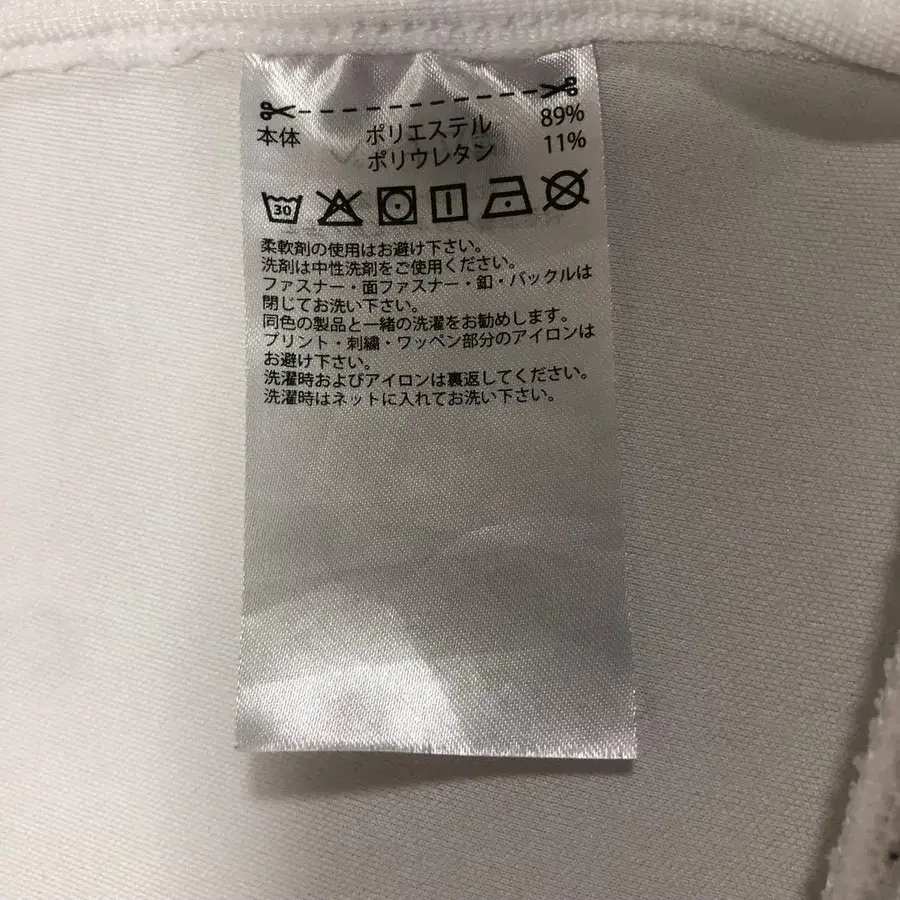 本体 ポリエステル 89%
ポリウレタン 11%
30
柔軟剤の使用はお避け下さい。
洗剤は中性洗剤をご使用ください。
ファスナー・面ファスナー・釦・バックルは
閉じてお洗い下さい。
同色の製品と一緒の洗濯をお勧めします。
プリント・刺繍・ワッペン部分のアイロンは
お避け下さい。
洗濯時およびアイロンは裏返してください。
洗濯時はネットに入れてお洗い下さい。